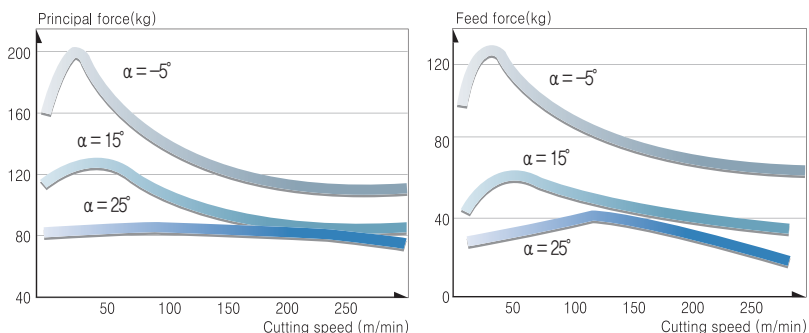 Principal force(kg)
200
160
120
80
40
α = −5°
α = 15°
α = 25°
50 100 150 200 250
Cutting speed (m/min)
Feed force(kg)
120
80
40
0
α = −5°
α = 15°
α = 25°
50 100 150 200 250
Cutting speed (m/min)